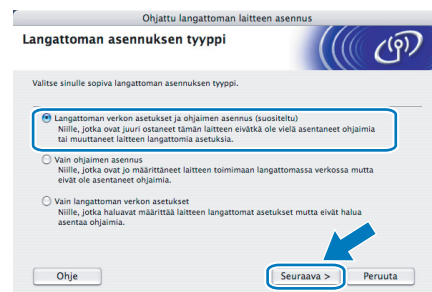 Ohjattu langattoman laitteen asennus
Langattoman asennuksen tyyppi
Valitse sinulle sopiva langattoman asennuksen tyyppi.
Langattoman verkon asetukset ja ohjaimen asennus (suositeltu)
Niille, jotka ovat juuri ostaneet tämän laitteen eivätkä ole vielä asentaneet ohjaimia
tai muuttaneet laitteen langattomia asetuksia.
Vain ohjaimen asennus
Niille, jotka ovat jo määrittäneet laitteen toimimaan langattomassa verkossa mutta
eivät ole asentaneet ohjaimia.
Vain langattoman verkon asetukset
Niille, jotka haluavat määrittää laitteen langattomat asetukset mutta eivät halua
asentaa ohjaimia.
Ohje
Seuraava >
Peruuta